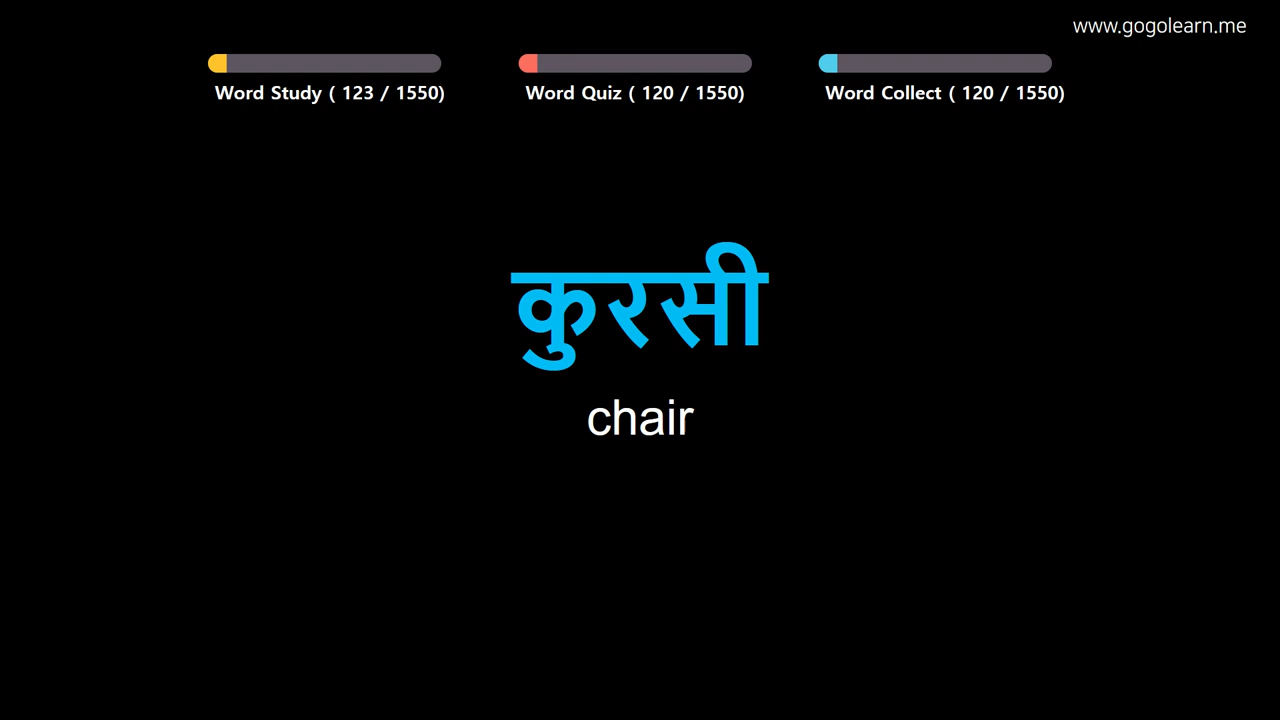 www.gogolearn.me
Word Study ( 123 / 1550)
Word Quiz ( 120 / 1550)
Word Collect ( 120 / 1550)
कुरसी
chair